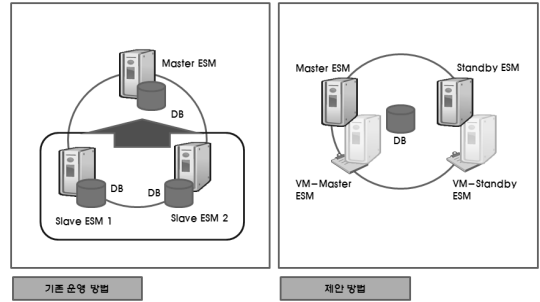 Master ESM
DB
DB
DB
Slave ESM 1
Slave ESM 2
기존 운영 방법
Master ESM
Standby ESM
DB
VM-Master
ESM
VM-Standby
ESM
제안 방법